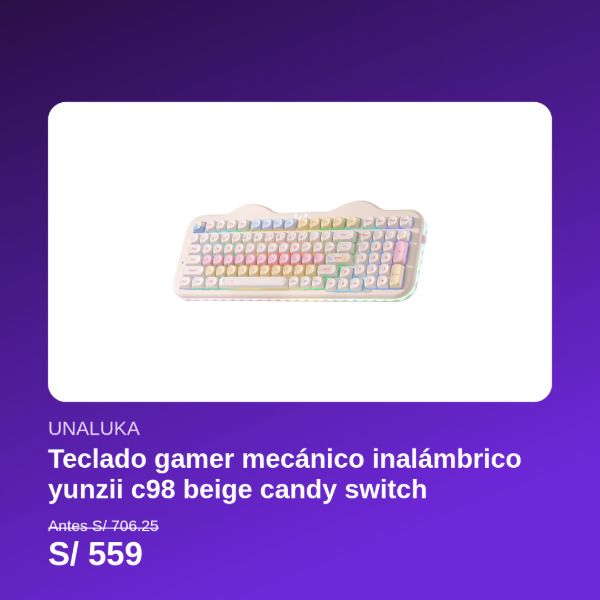 UNALUKA
Teclado gamer mecánico inalámbrico
yunzii c98 beige candy switch
Antes S/ 706.25
S/ 559